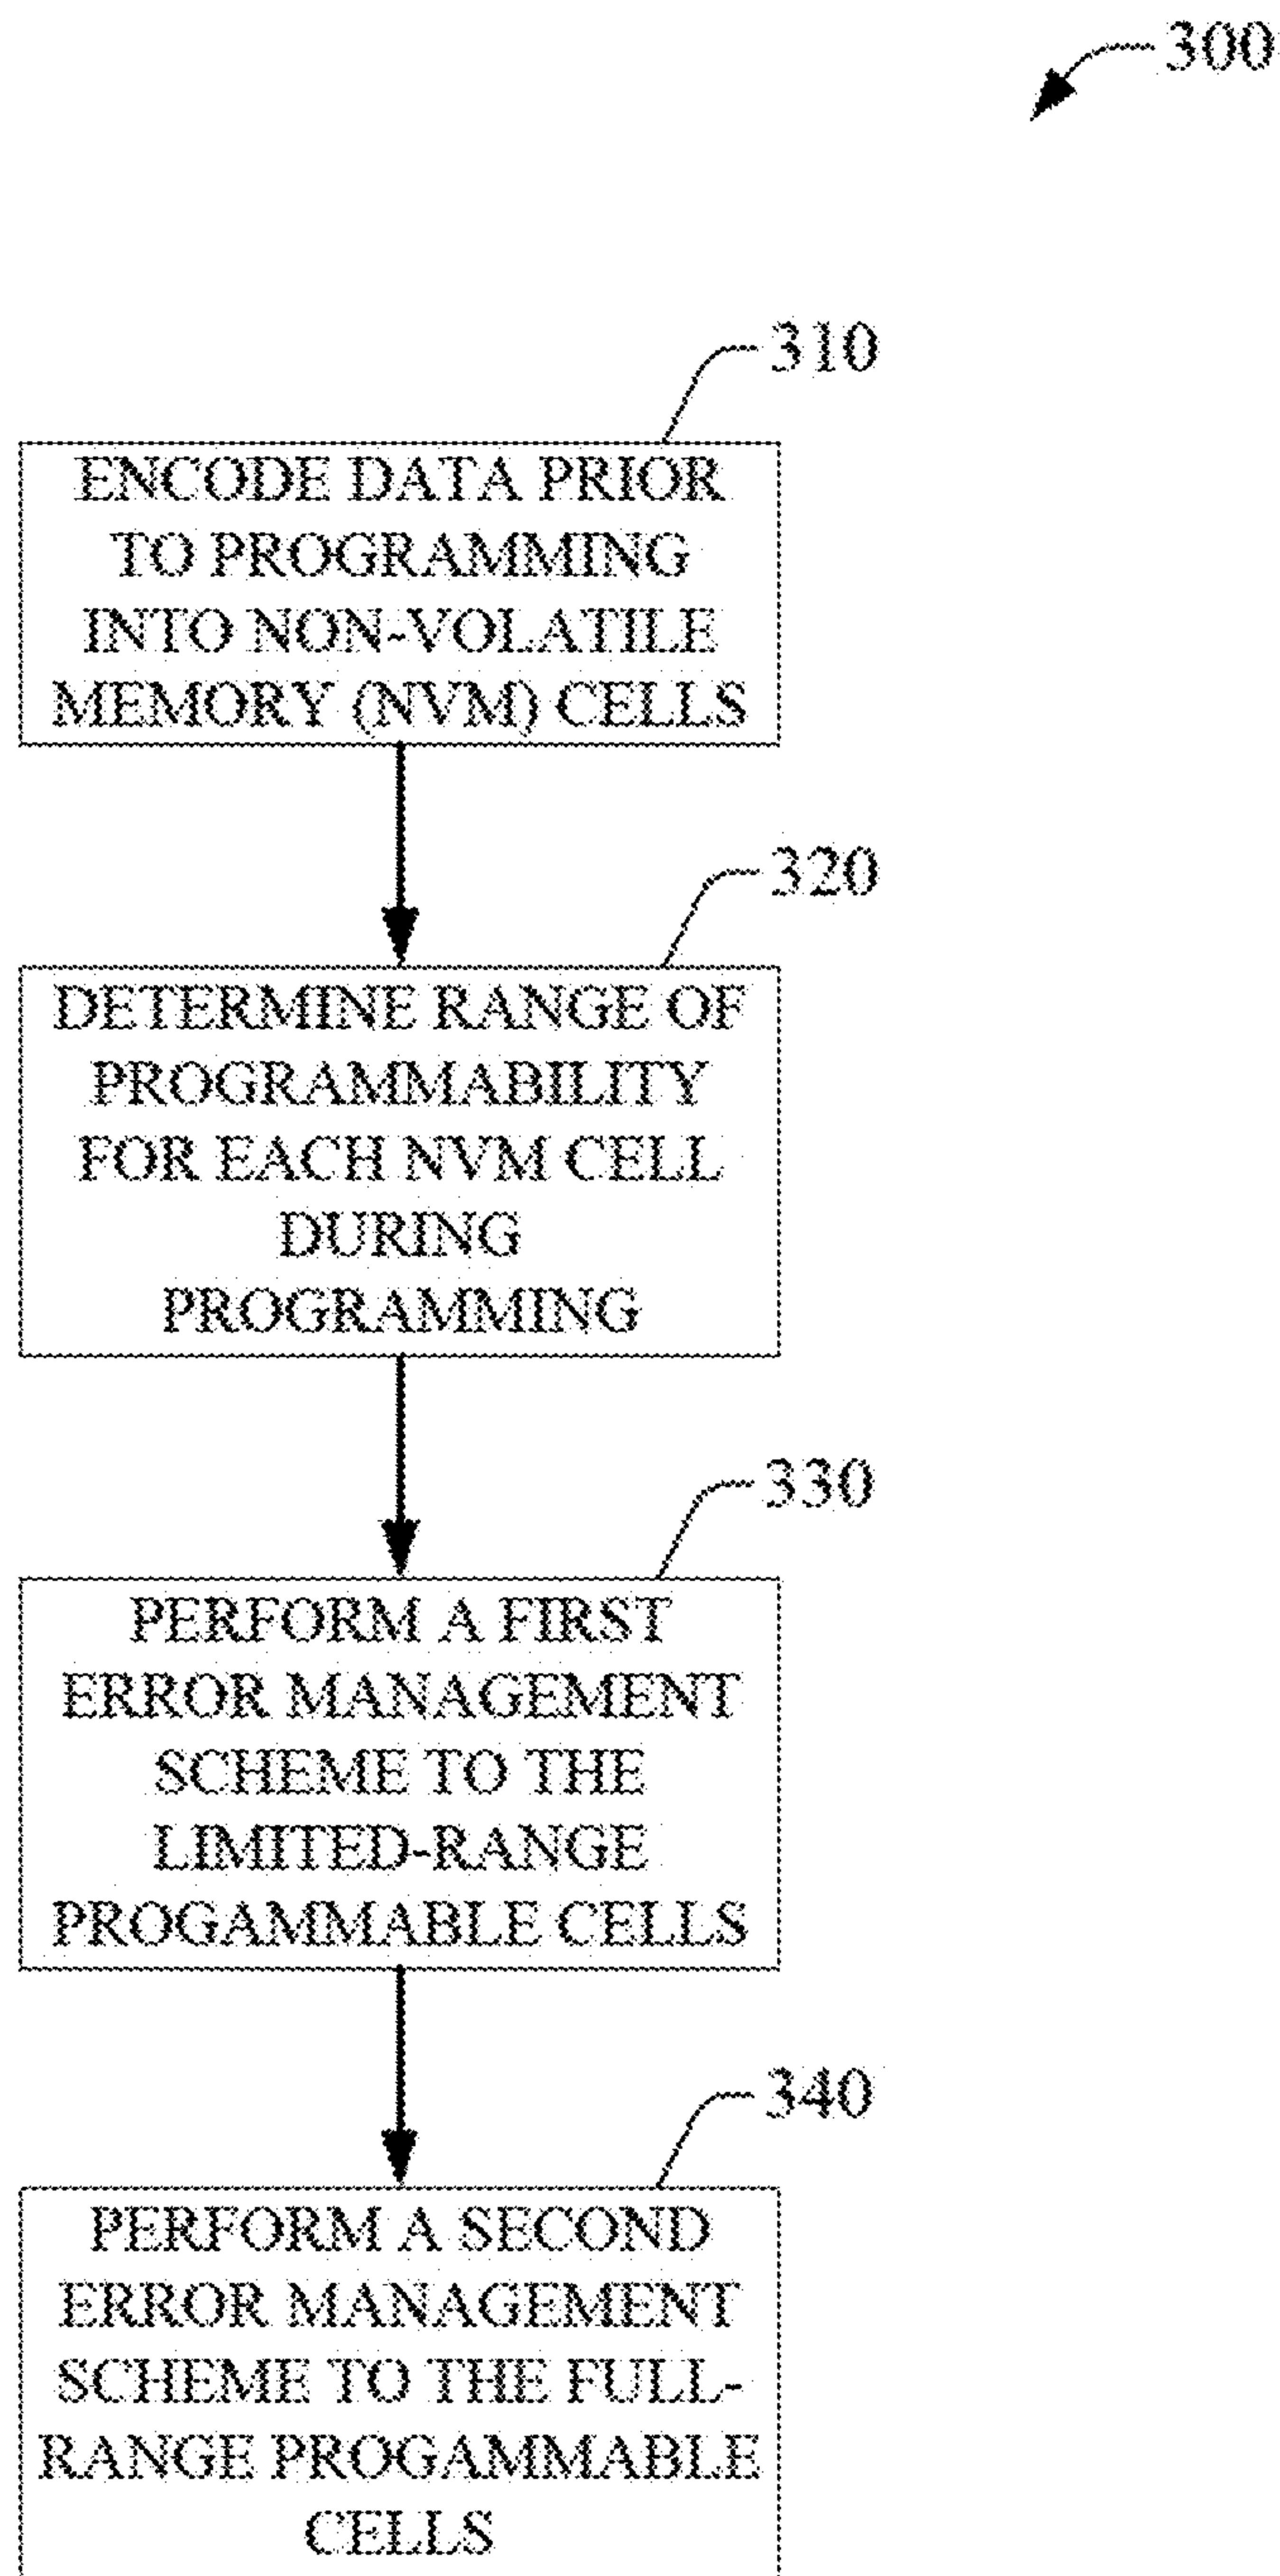 300
310
ENCODE DATA PRIOR
TO PROGRAMMING
INTO NON-VOLATILE
MEMORY (NVM) CELLS
320
DETERMINE RANGE OF
PROGRAMMABILITY
FOR EACH NVM CELL
DURING
PROGRAMMING
330
PERFORM A FIRST
ERROR MANAGEMENT
SCHEME TO THE
LIMITED-RANGE
PROGAMMABLE CELLS
340
PERFORM A SECOND
ERROR MANAGEMENT
SCHEME TO THE FULL-
RANGE PROGAMMABLE
CELLS